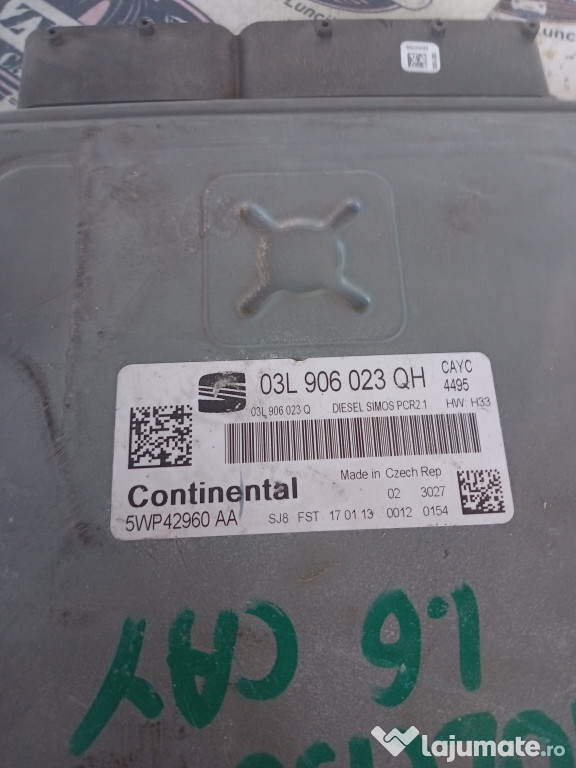 03L 906 023 QH CAYC
4495
03L 906 023 Q DIESEL SIMOS PCR2.1 HW: H33
Made in Czech Rep.
Continental 02 3027
5WP42960 AA SJ8 FST 17 01 13 0012 0154
1.6
CAY
lajumate.ro